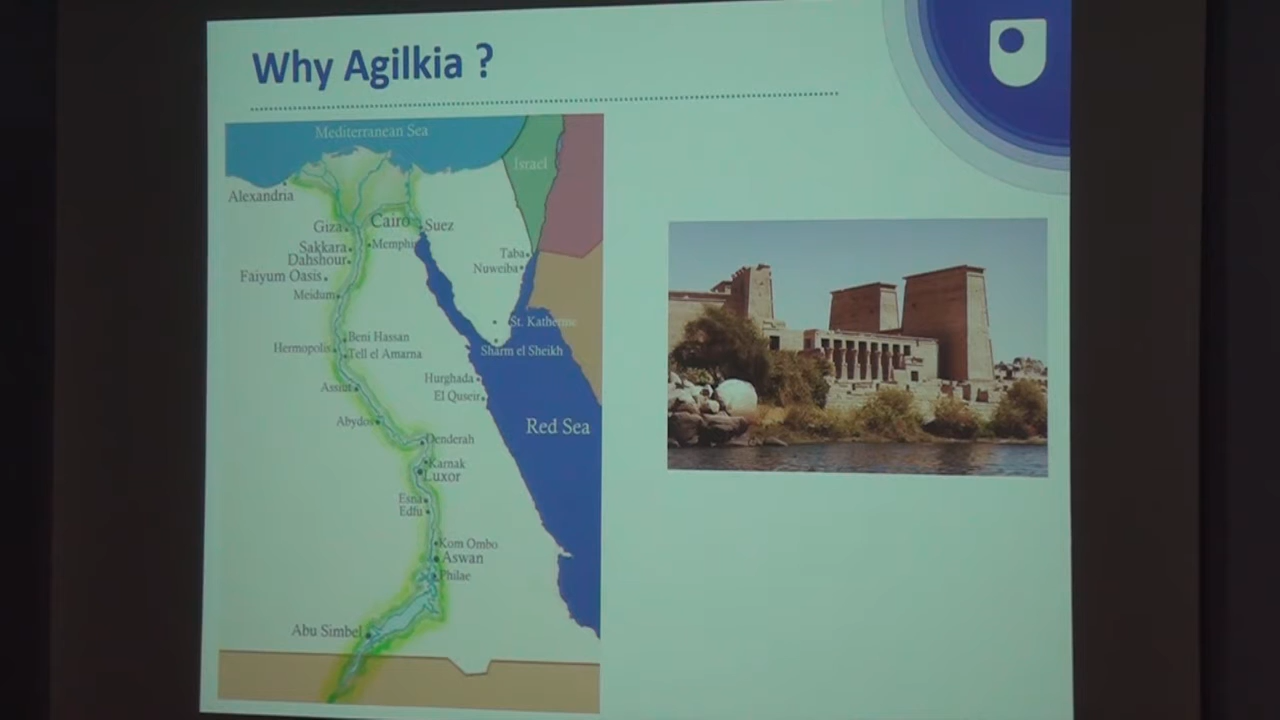 Why Agilkia ?
Mediterranean Sea
Israel
Alexandria
Giza
Cairo
Suez
Sakkara
Memphis
Dahshour
Taba
Nuweiba
Faiyum Oasis
Meidum
St. Katherine
Beni Hassan
Hermopolis
Tell el Amarna
Sharm el Sheikh
Hurghada
Assiut
El Quseir
Abydos
Red Sea
Denderah
Karnak
Luxor
Esna
Edfu
Kom Ombo
Aswan
Philae
Abu Simbel